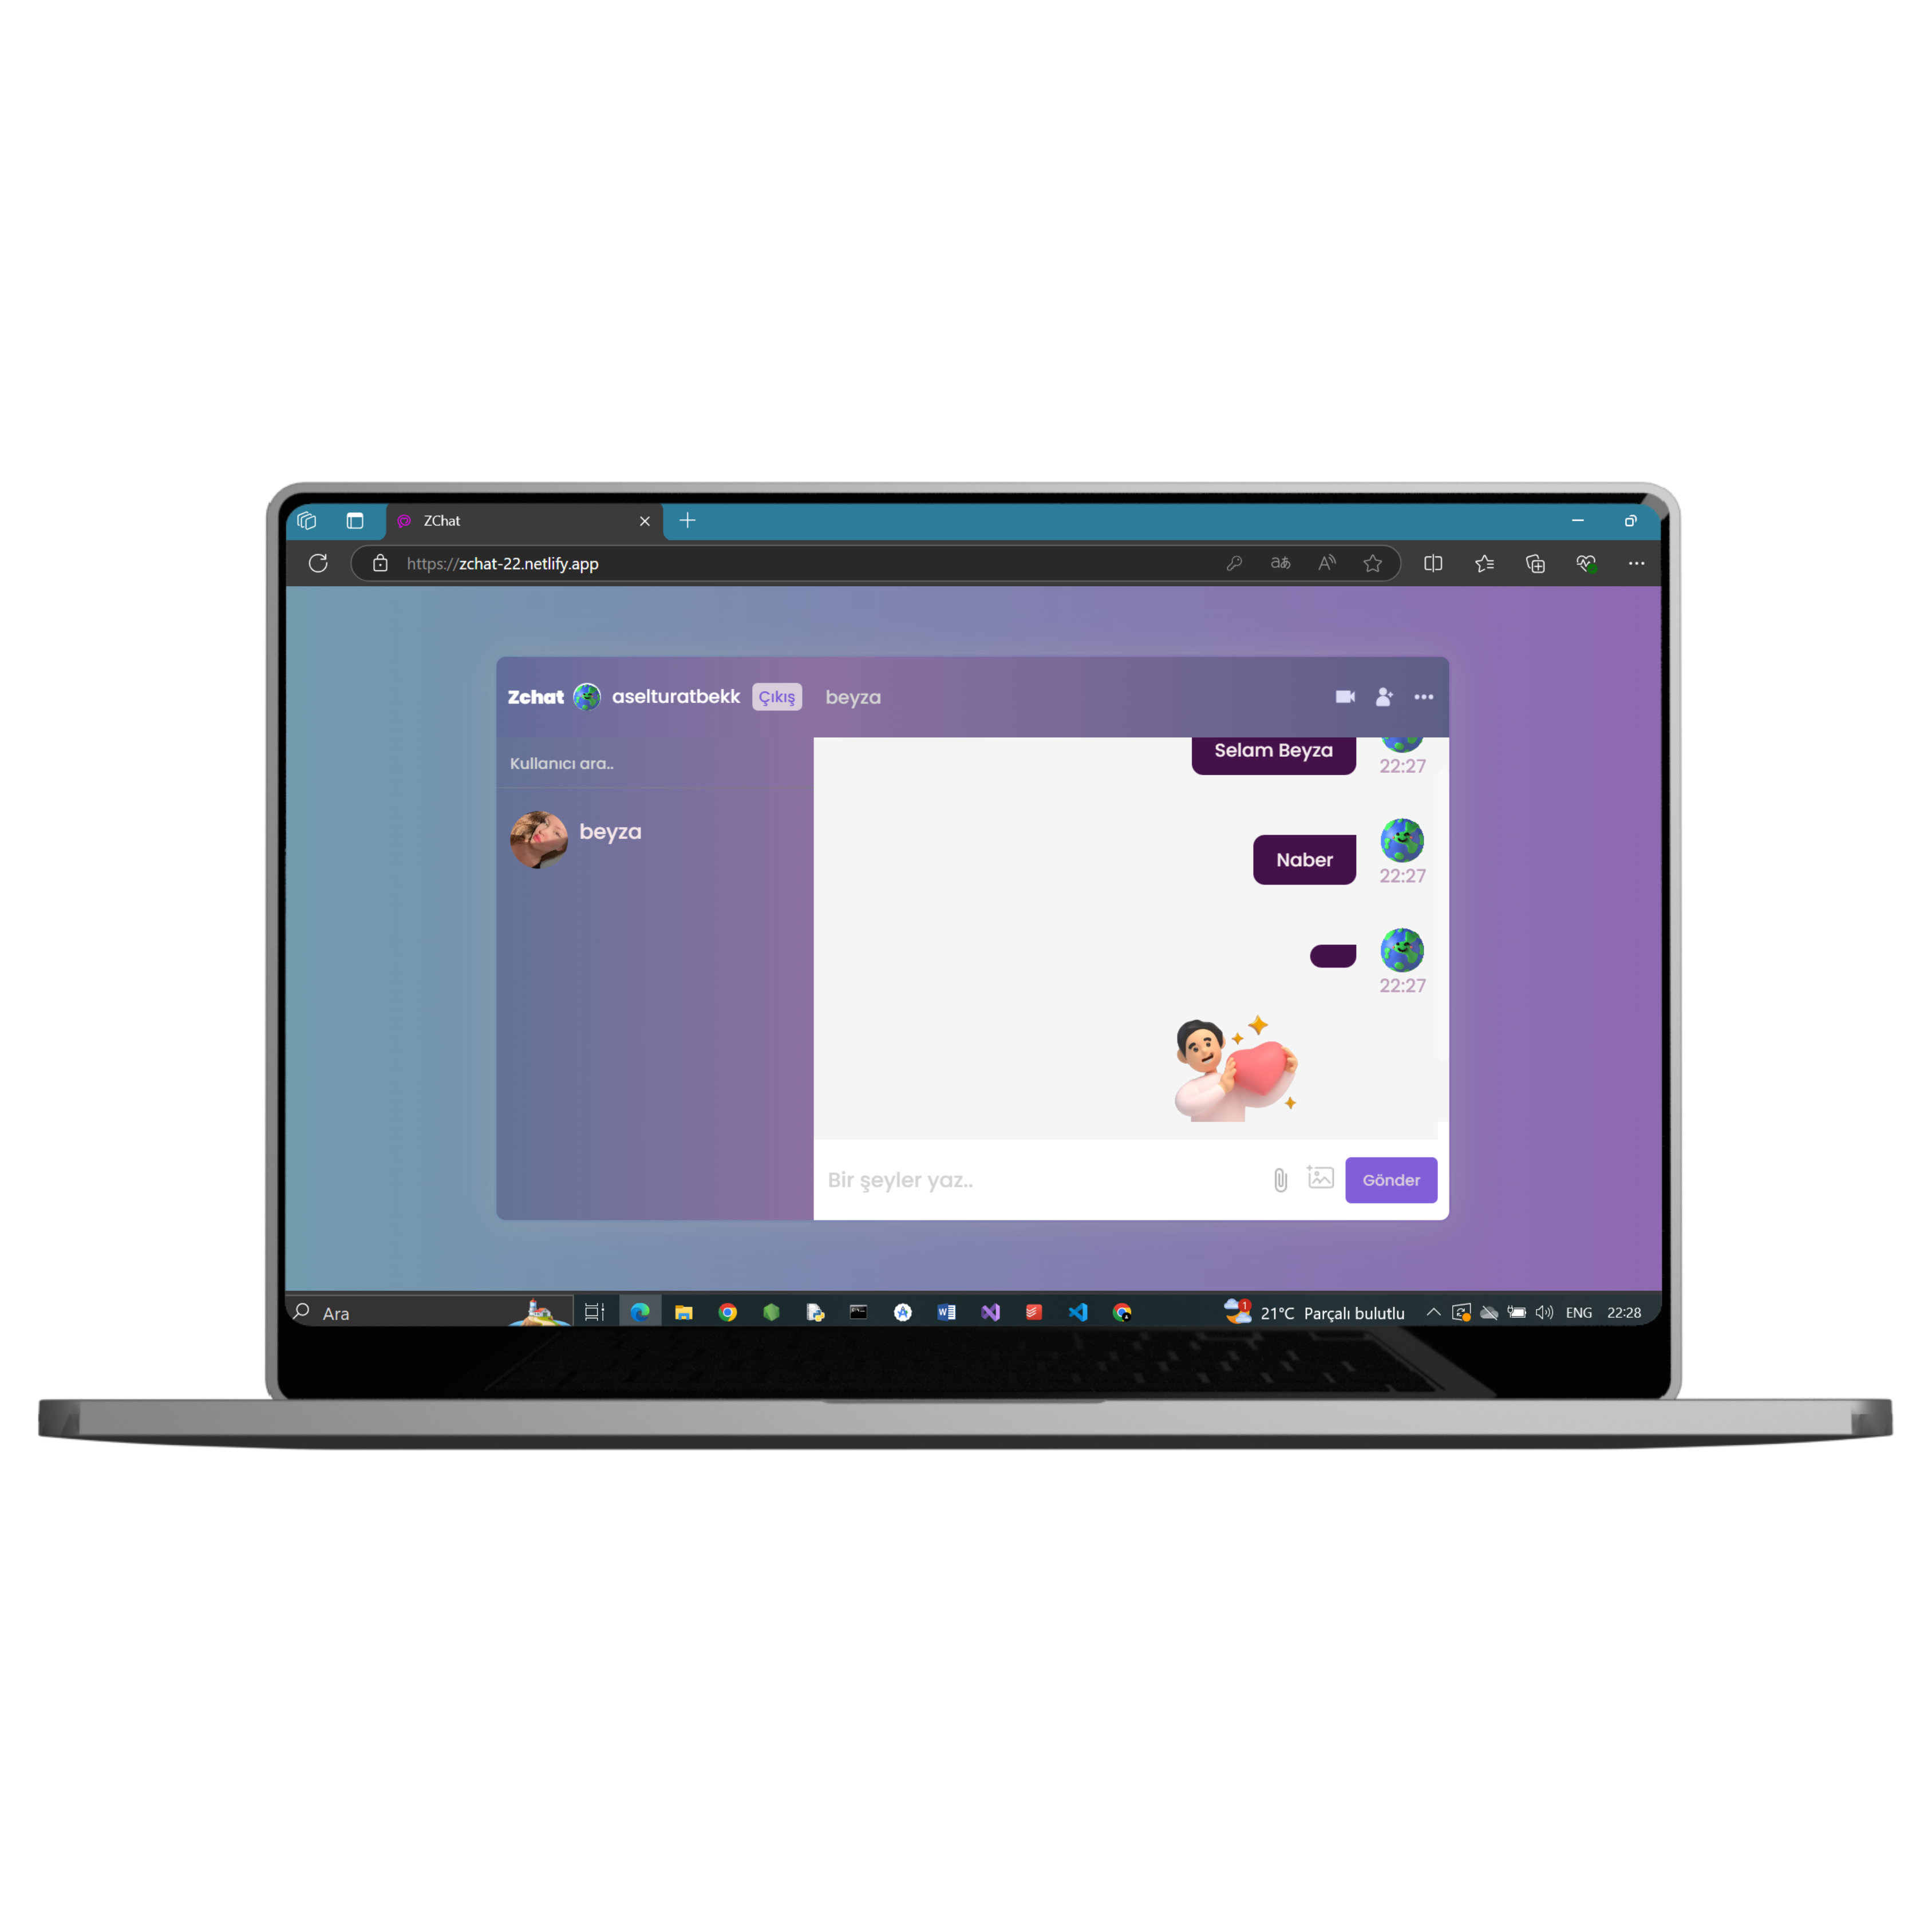 ZChat
https://zchat-22.netlify.app
Zchat aselturatbekk Çıkış beyza
Kullanıcı ara..
beyza
Selam Beyza
22:27
Naber
22:27
22:27
Bir şeyler yaz..
Gönder
Ara
1
21°C Parçalı bulutlu
ENG
22:28